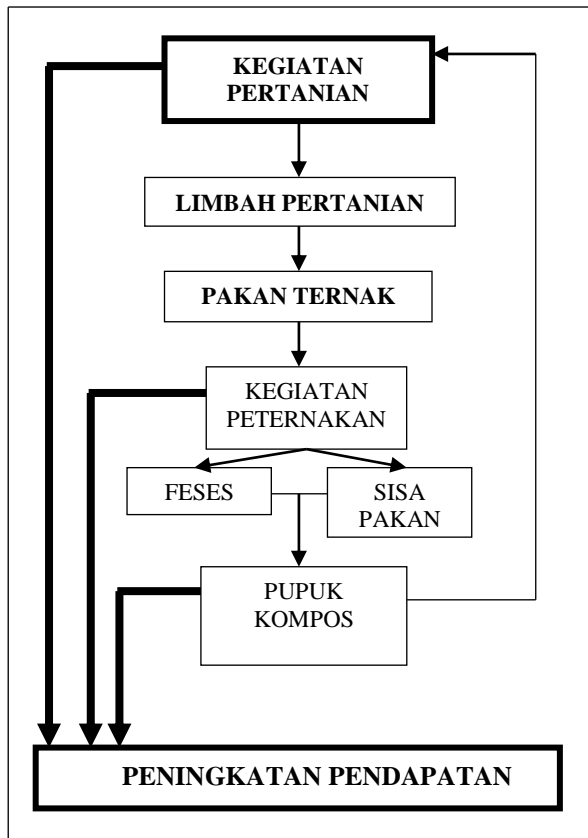 KEGIATAN
PERTANIAN
LIMBAH PERTANIAN
PAKAN TERNAK
KEGIATAN
PETERNAKAN
FESES
SISA
PAKAN
PUPUK
KOMPOS
PENINGKATAN PENDAPATAN